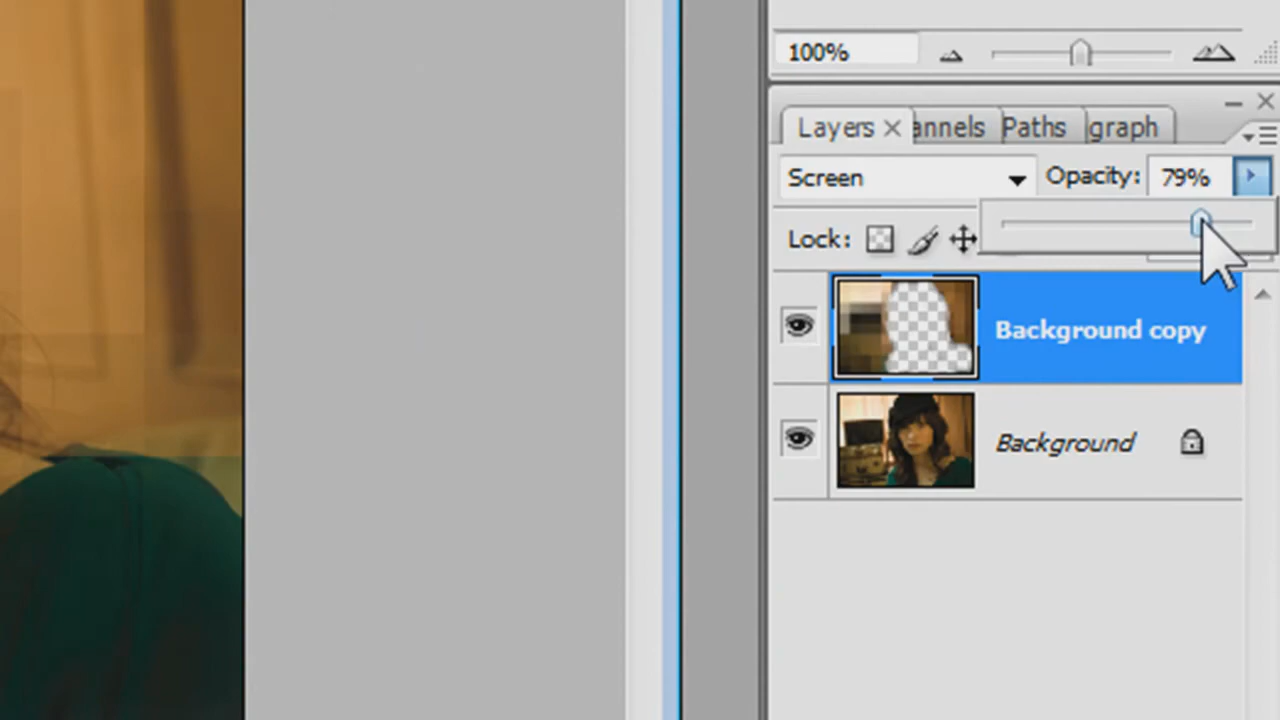 100%
Layers annels Paths graph
Screen Opacity: 79%
Lock:
Background copy
Background